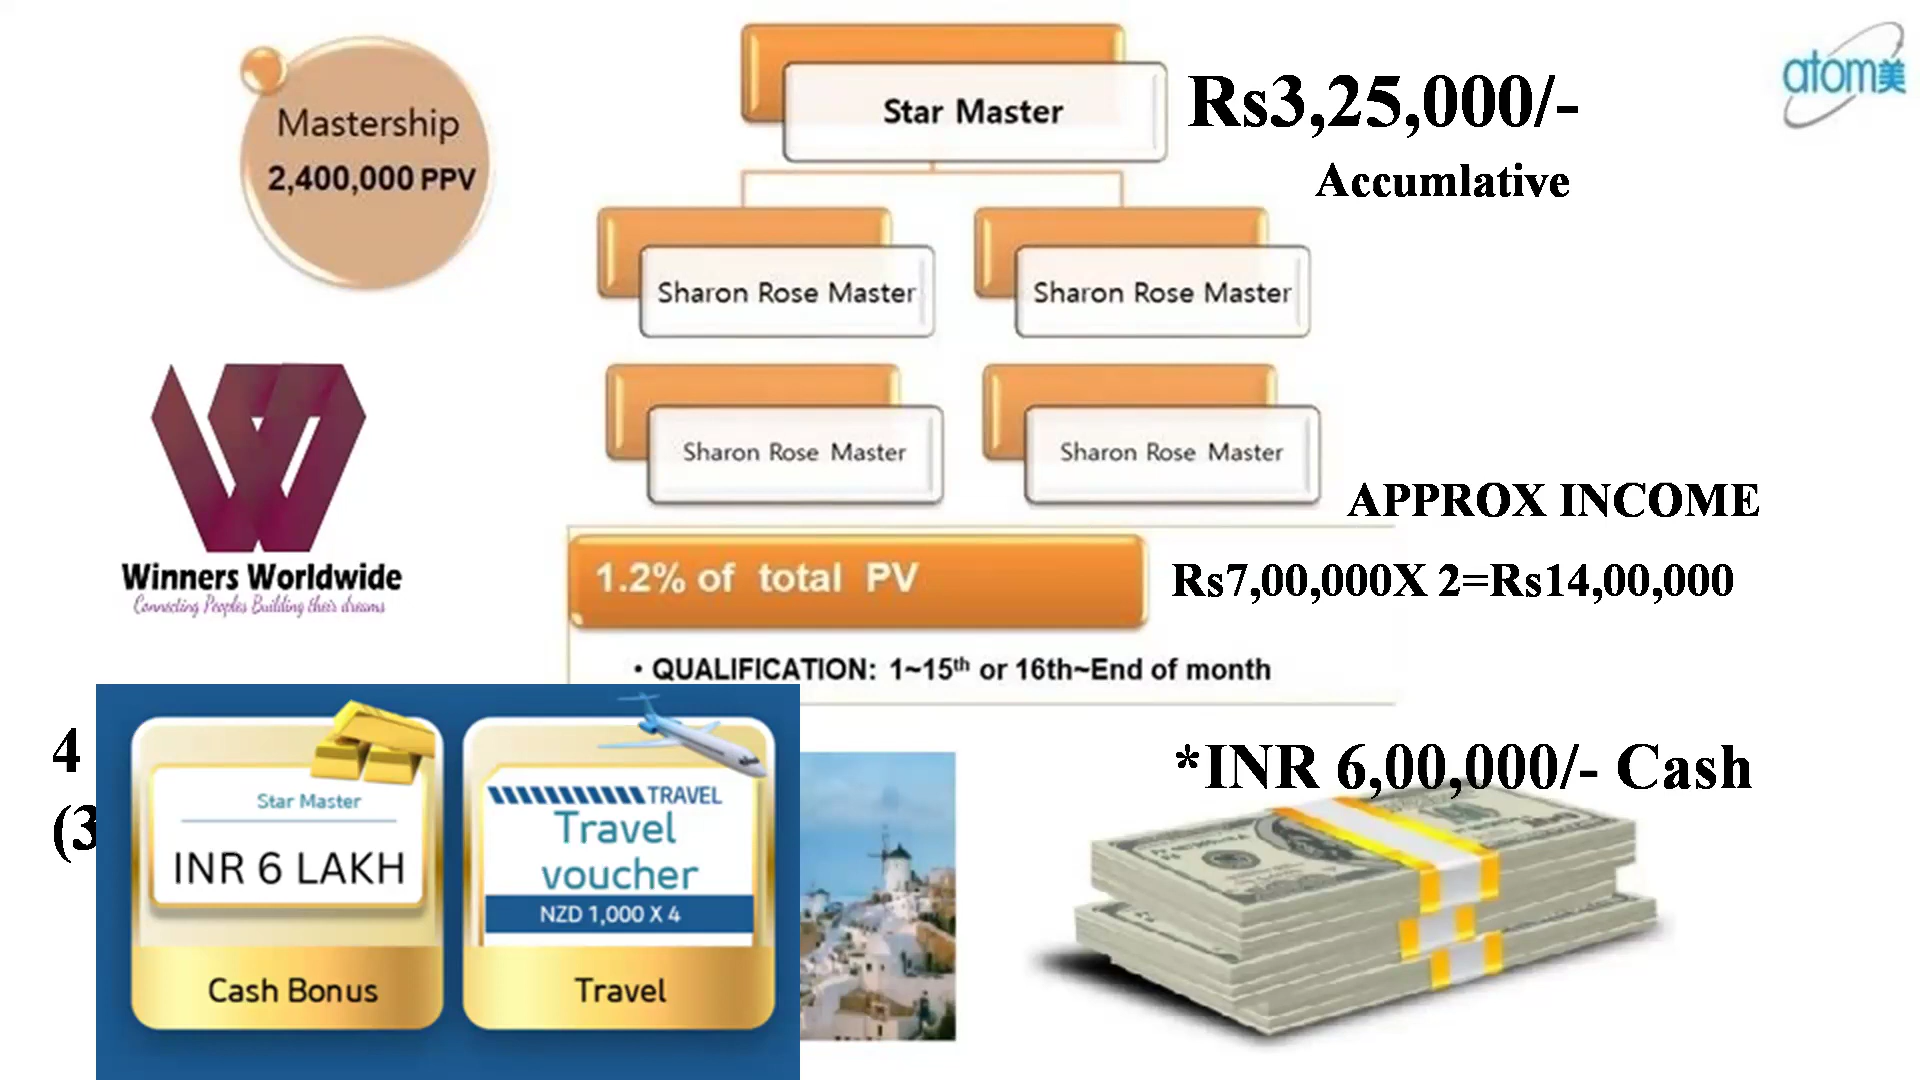 Mastership
2,400,000 PPV
Star Master
Rs3,25,000/-
Accumlative
atom美
Sharon Rose Master
Sharon Rose Master
Sharon Rose Master
Sharon Rose Master
Winners Worldwide
Connecting Peoples Building their dreams
APPROX INCOME
1.2% of total PV
Rs7,00,000X 2=Rs14,00,000
• QUALIFICATION: 1~15th or 16th~End of month
4
(3
Star Master
INR 6 LAKH
Cash Bonus
TRAVEL
Travel
voucher
NZD 1,000 X 4
Travel
*INR 6,00,000/- Cash